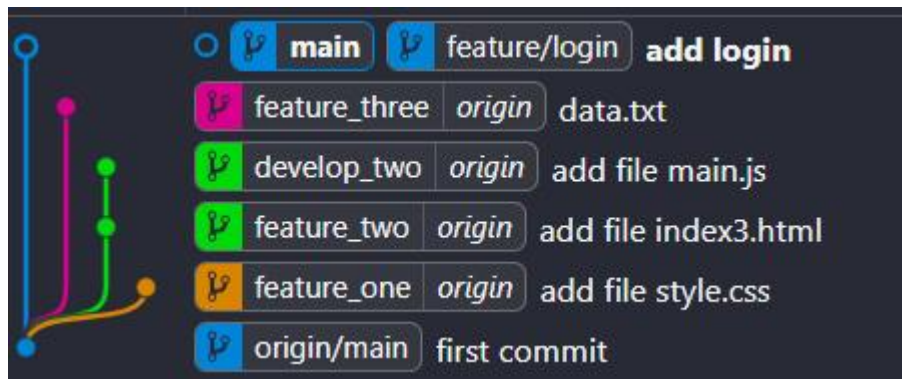 main feature/login add login
feature_three origin data.txt
develop_two origin add file main.js
feature_two origin add file index3.html
feature_one origin add file style.css
origin/main first commit